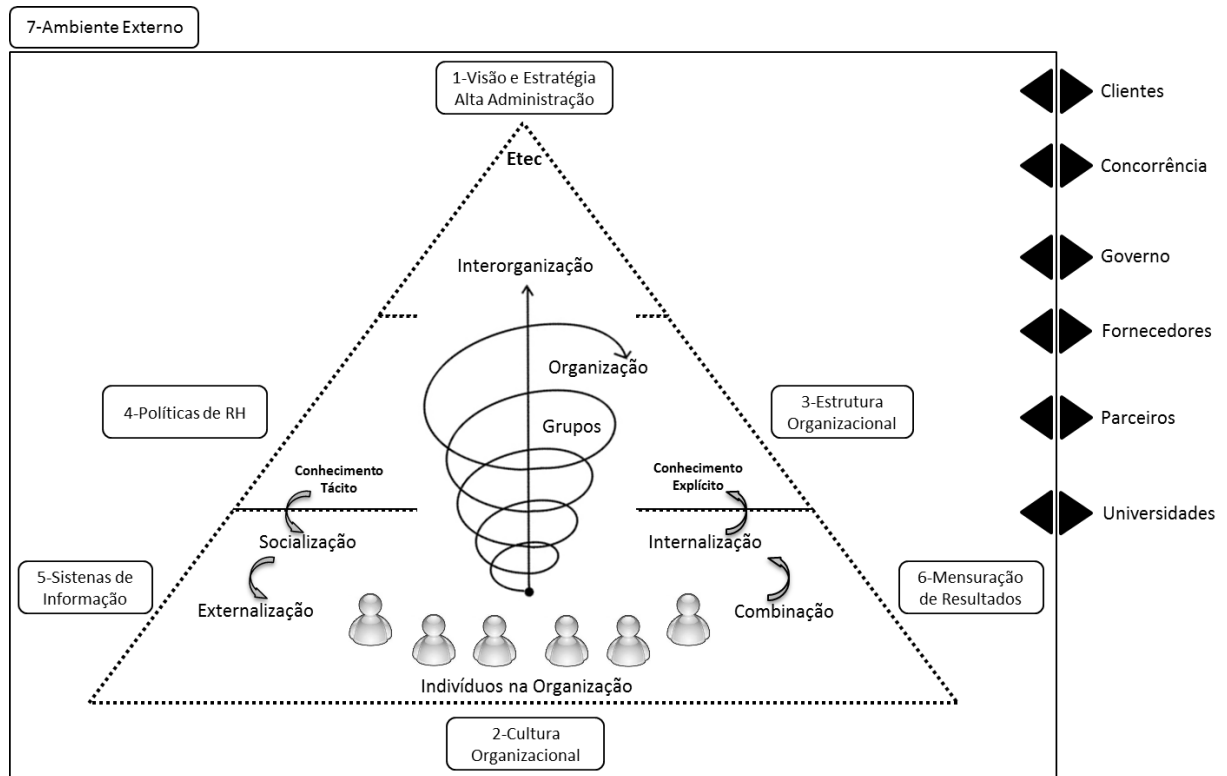 7-Ambiente Externo
1-Visão e Estratégia
Alta Administração
Clientes
Etec
Concorrência
Interorganização
Governo
Fornecedores
Organização
4-Políticas de RH
3-Estrutura
Organizacional
Grupos
Parceiros
Conhecimento
Tácito
Conhecimento
Explícito
Universidades
Socialização
Internalização
5-Sistenas de
Informação
Externalização
Combinação
6-Mensuração
de Resultados
Indivíduos na Organização
2-Cultura
Organizacional